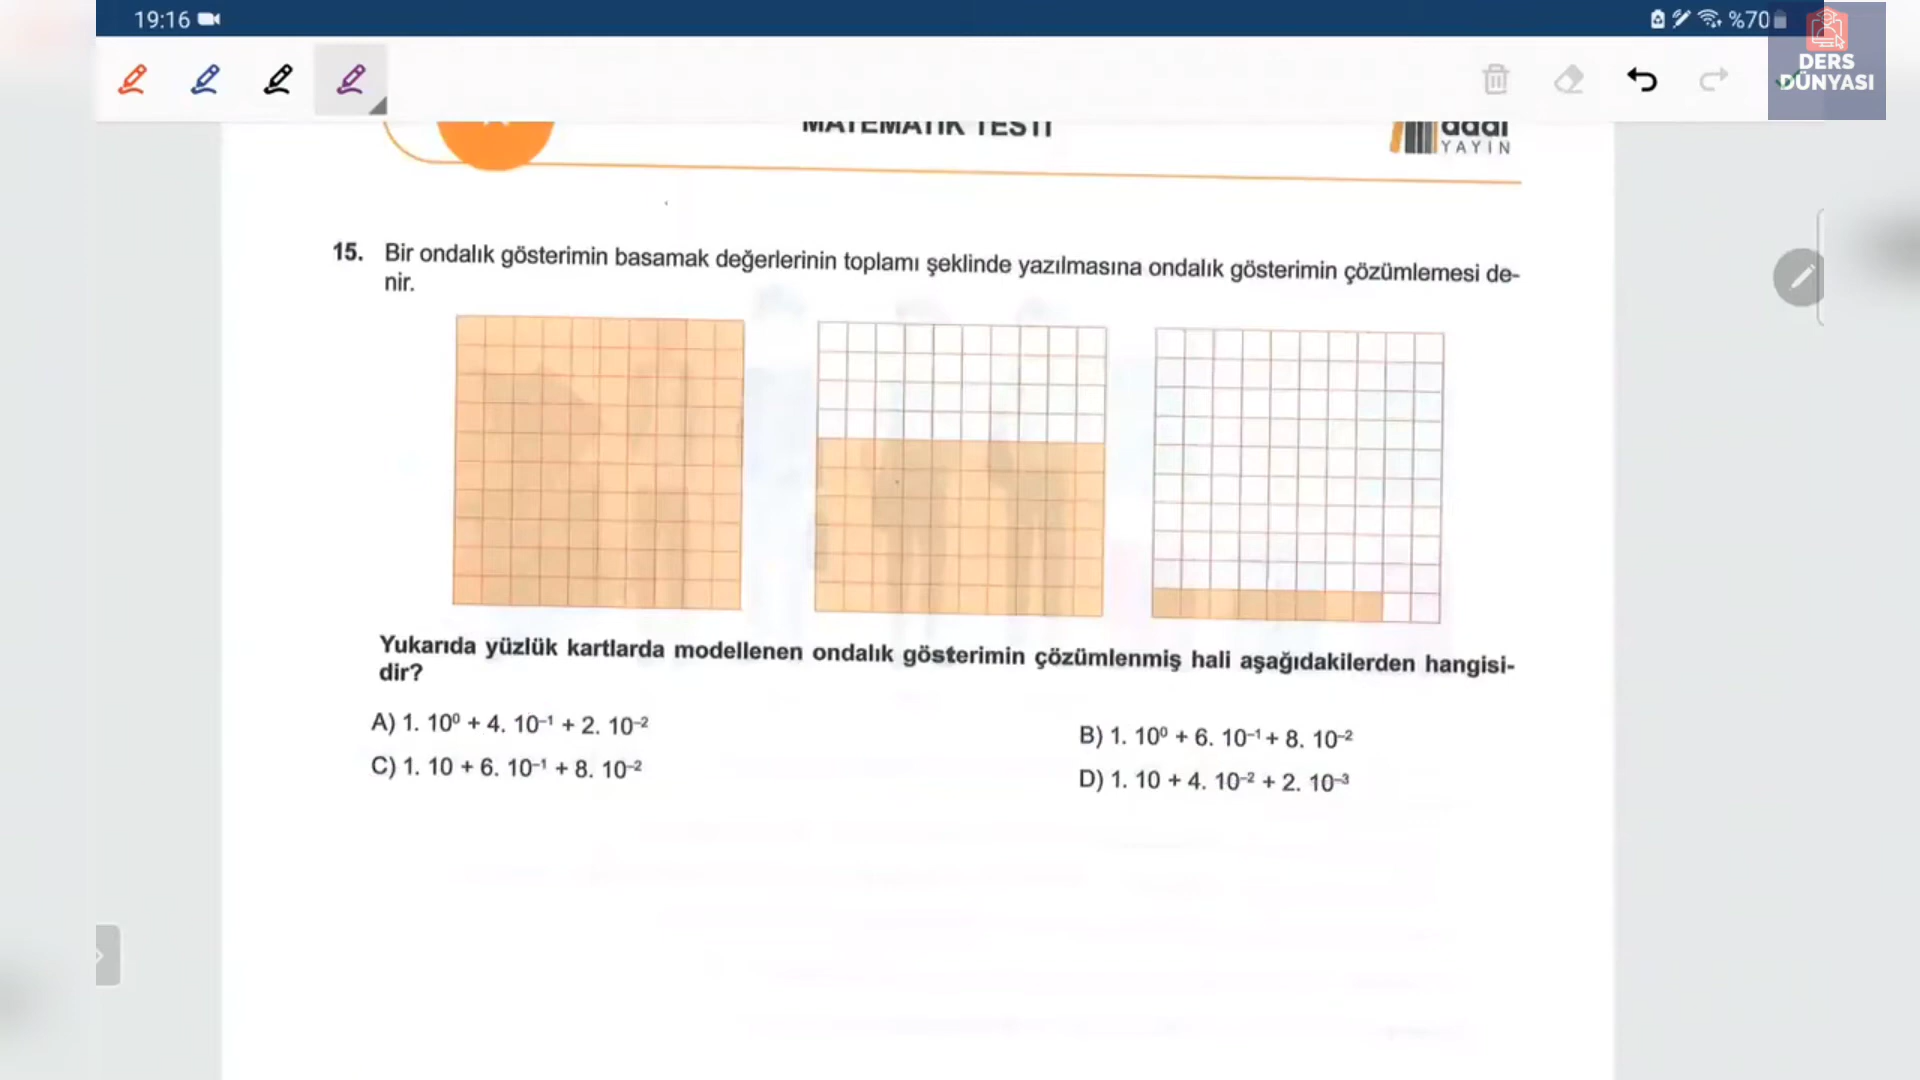 19:16
%70
DERS
DÜNYASI
MATEMATİK TESTİ
YAYIN
15. Bir ondalık gösterimin basamak değerlerinin toplamı şeklinde yazılmasına ondalık gösterimin çözümlemesi de-
nir.
Yukarıda yüzlük kartlarda modellenen ondalık gösterimin çözümlenmiş hali aşağıdakilerden hangisi-
dir?
A) 1. 10⁰ + 4. 10⁻¹ + 2. 10⁻²
B) 1. 10⁰ + 6. 10⁻¹ + 8. 10⁻²
C) 1. 10 + 6. 10⁻¹ + 8. 10⁻²
D) 1. 10 + 4. 10⁻² + 2. 10⁻³